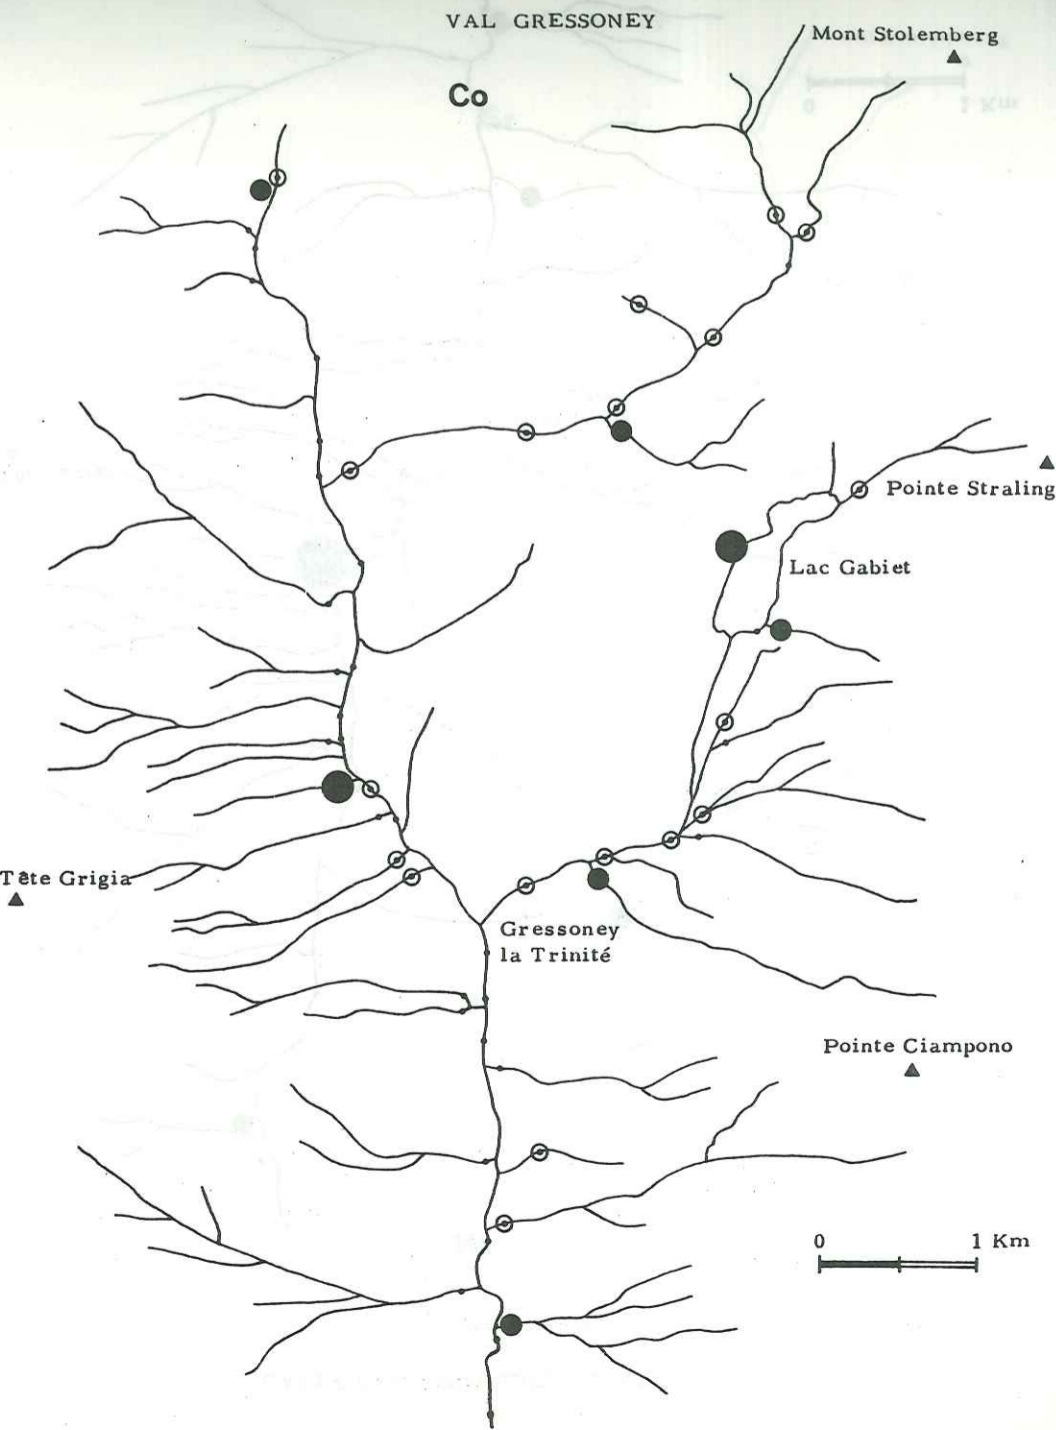 VAL GRESSONEY
Mont Stolemberg
Co
Pointe Straling
Lac Gabiet
Tête Grigia
Gressoney
la Trinité
Pointe Ciampono
0 1 Km